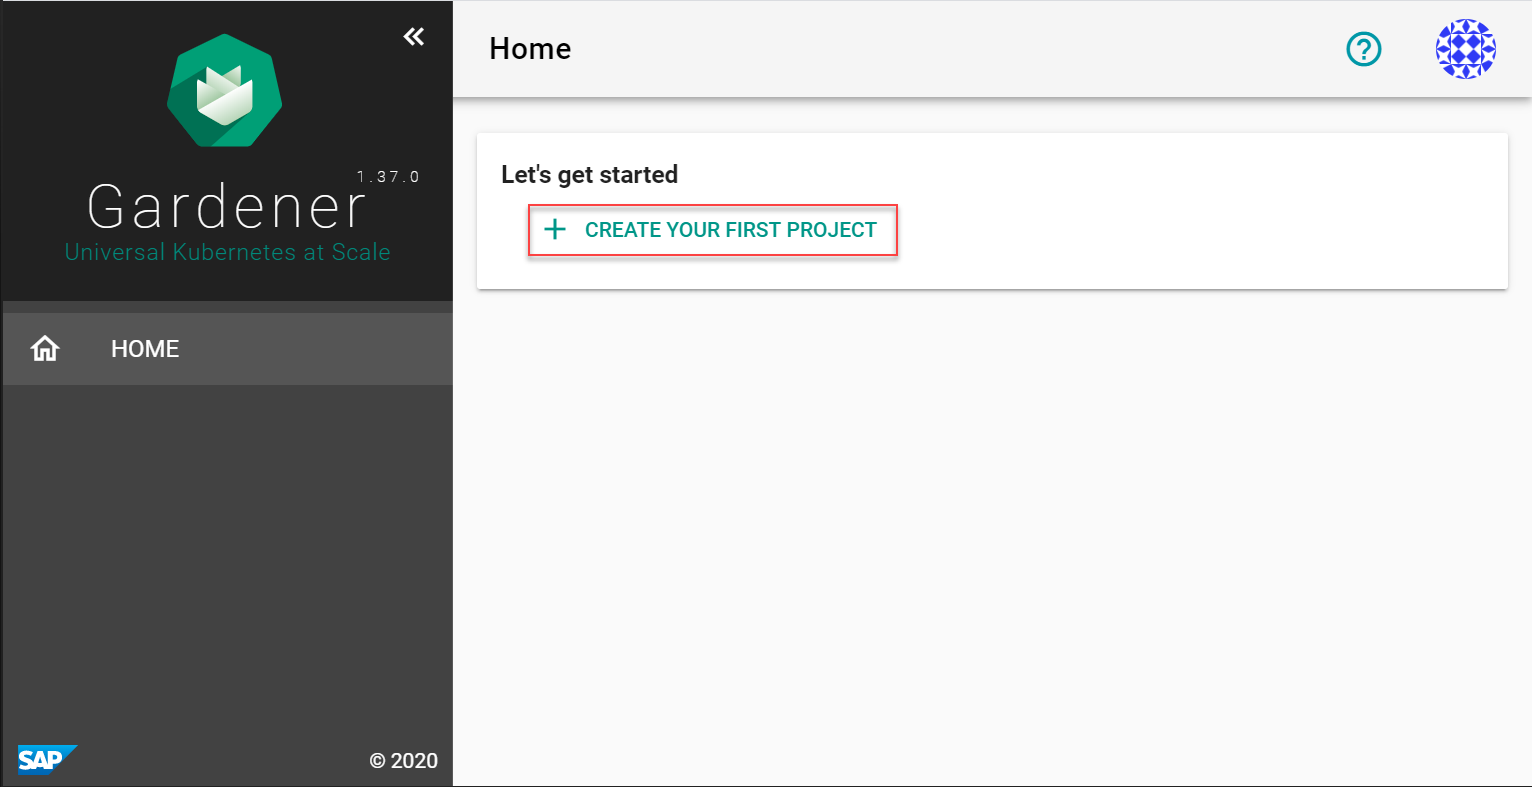 1.37.0
Gardener
Universal Kubernetes at Scale
HOME
SAP
© 2020
Home
Let's get started
CREATE YOUR FIRST PROJECT